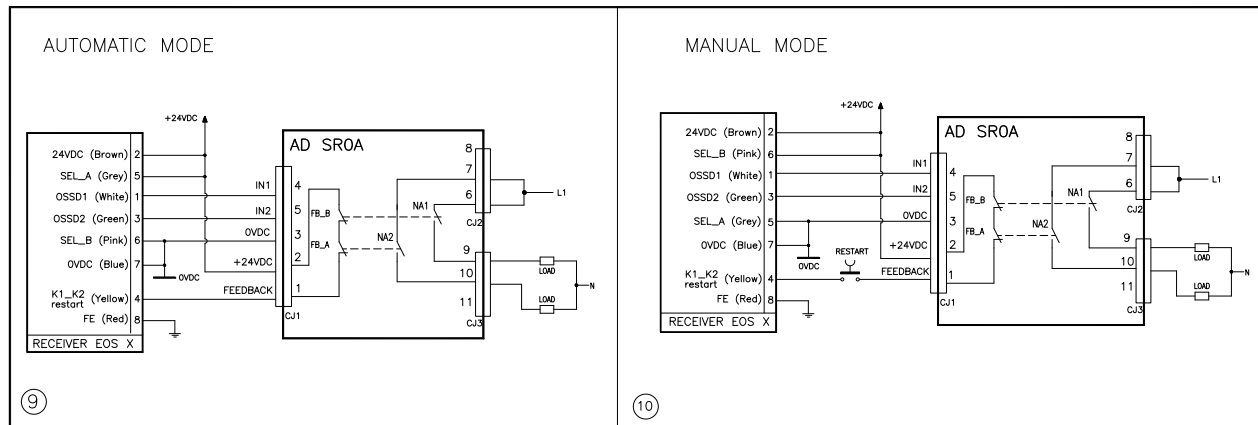 AUTOMATIC MODE
+24VDC
24VDC (Brown) 2
SEL_A (Grey) 5
OSSD1 (White) 1
OSSD2 (Green) 3
SEL_B (Pink) 6
0VDC (Blue) 7
K1_K2 restart (Yellow) 4
FE (Red) 8
RECEIVER EOS X
0VDC
IN1
IN2
0VDC
+24VDC
FEEDBACK
AD SR0A
4
5
3
2
1
CJ1
FB_B
FB_A
NA1
NA2
8
7
6
CJ2
9
10
11
CJ3
L1
LOAD
LOAD
N
9
MANUAL MODE
+24VDC
24VDC (Brown) 2
SEL_B (Pink) 6
OSSD1 (White) 1
OSSD2 (Green) 3
SEL_A (Grey) 5
0VDC (Blue) 7
K1_K2 restart (Yellow) 4
FE (Red) 8
RECEIVER EOS X
0VDC
RESTART
IN1
IN2
0VDC
+24VDC
FEEDBACK
AD SR0A
4
5
3
2
1
CJ1
FB_B
FB_A
NA1
NA2
8
7
6
CJ2
9
10
11
CJ3
L1
LOAD
LOAD
N
10